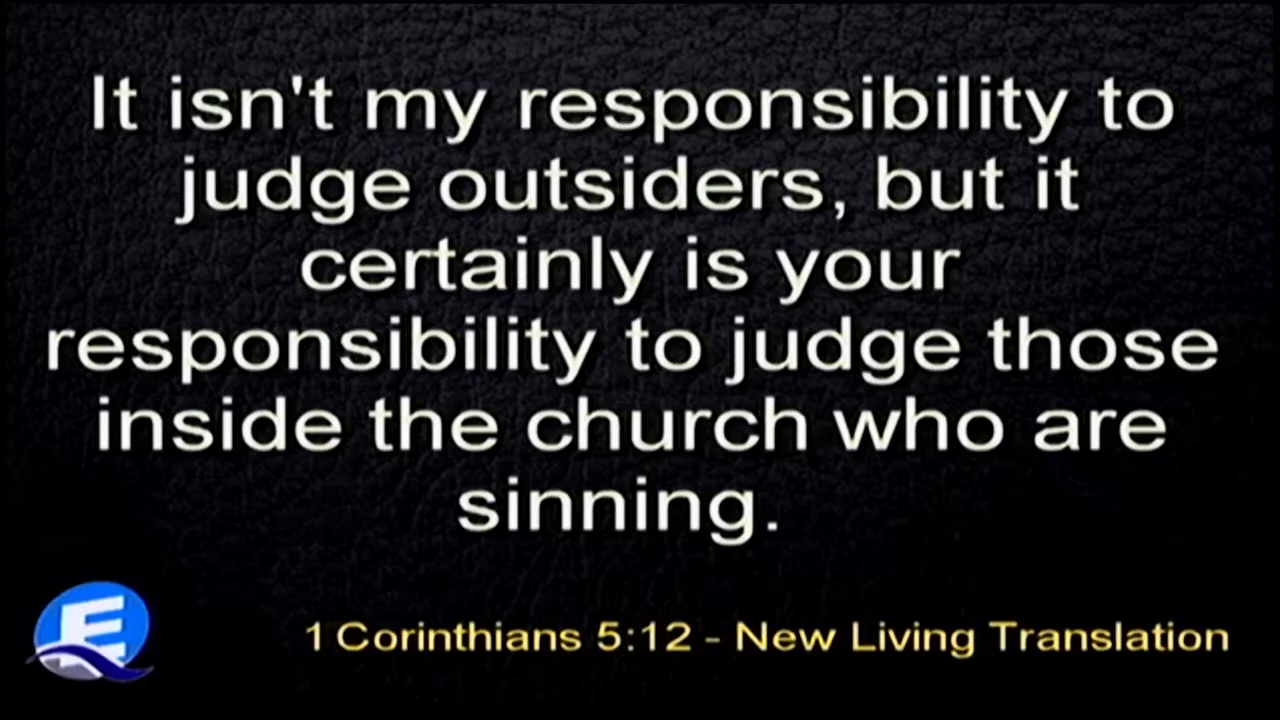 It isn't my responsibility to
judge outsiders, but it
certainly is your
responsibility to judge those
inside the church who are
sinning.
E
1 Corinthians 5:12 - New Living Translation